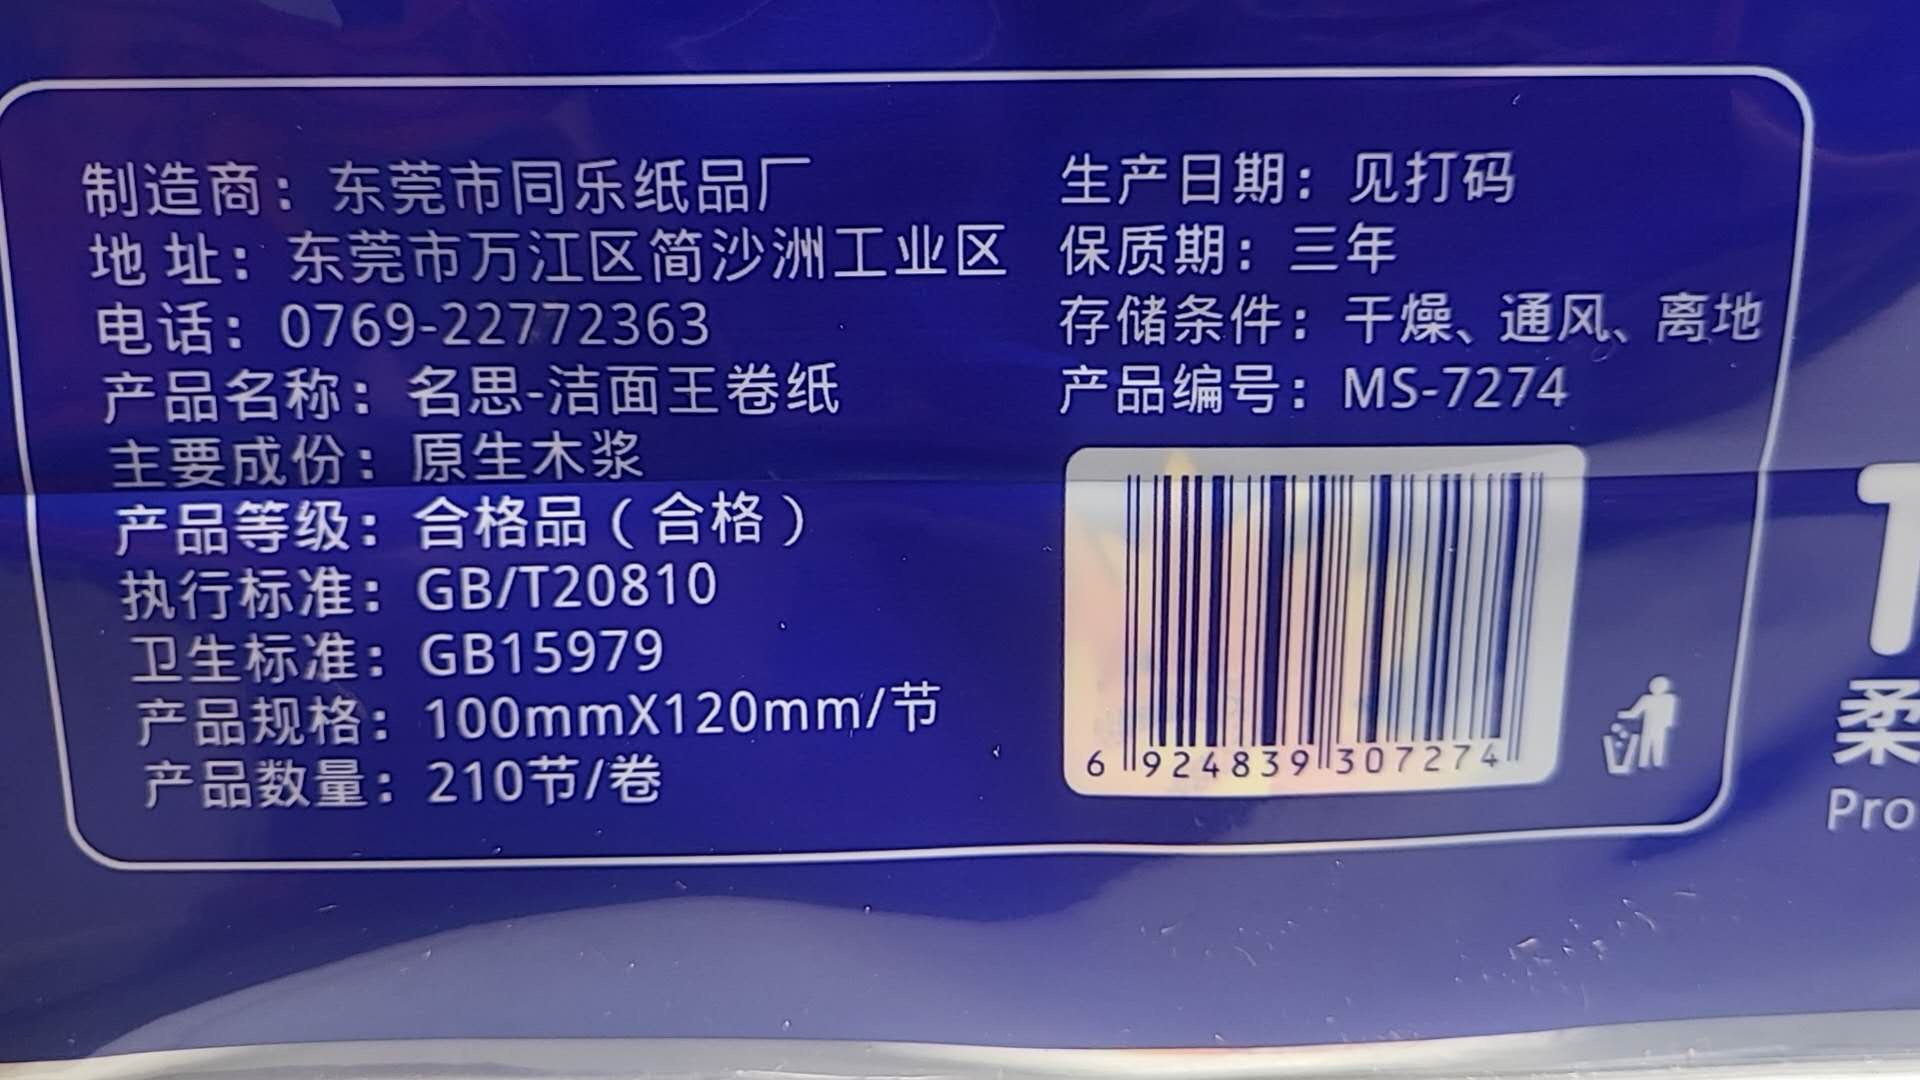 制造商：东莞市同乐纸品厂
地 址：东莞市万江区简沙洲工业区
电话：0769-22772363
产品名称：名思-洁面王卷纸
主要成份：原生木浆
产品等级：合格品（合格）
执行标准：GB/T20810
卫生标准：GB15979
产品规格：100mmX120mm/节
产品数量：210节/卷
生产日期：见打码
保质期：三年
存储条件：干燥、通风、离地
产品编号：MS-7274
6 924839 307274
柔
Pro